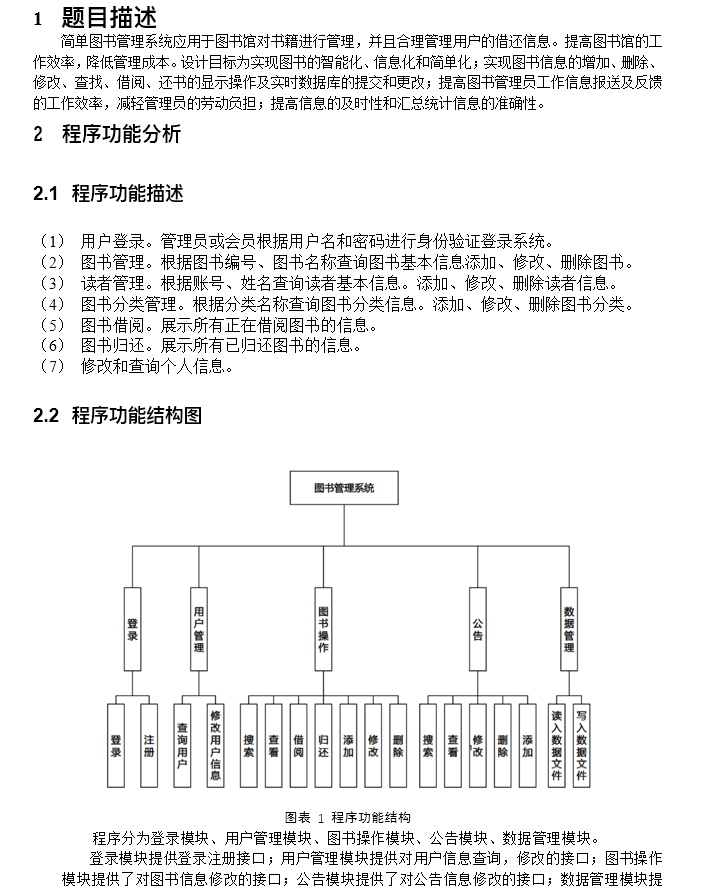 1 题目描述
简单图书管理系统应用于图书馆对书籍进行管理，并且合理管理用户的借还信息。提高图书馆的工
作效率，降低管理成本。设计目标为实现图书的智能化、信息化和简单化；实现图书信息的增加、删除、
修改、查找、借阅、还书的显示操作及实时数据库的提交和更改；提高图书管理员工作信息报送及反馈
的工作效率，减轻管理员的劳动负担；提高信息的及时性和汇总统计信息的准确性。
2 程序功能分析
2.1 程序功能描述
（1） 用户登录。管理员或会员根据用户名和密码进行身份验证登录系统。
（2） 图书管理。根据图书编号、图书名称查询图书基本信息添加、修改、删除图书。
（3） 读者管理。根据账号、姓名查询读者基本信息。添加、修改、删除读者信息。
（4） 图书分类管理。根据分类名称查询图书分类信息。添加、修改、删除图书分类。
（5） 图书借阅。展示所有正在借阅图书的信息。
（6） 图书归还。展示所有已归还图书的信息。
（7） 修改和查询个人信息。
2.2 程序功能结构图
图书管理系统
登录
用户管理
图书操作
公告
数据管理
登录
注册
查询用户
修改用户信息
搜索
查看
借阅
归还
添加
修改
删除
搜索
查看
修改
删除
添加
读入数据文件
写入数据文件
图表 1 程序功能结构
程序分为登录模块、用户管理模块、图书操作模块、公告模块、数据管理模块。
登录模块提供登录注册接口；用户管理模块提供对用户信息查询，修改的接口；图书操作
模块提供了对图书信息修改的接口；公告模块提供了对公告信息修改的接口；数据管理模块提